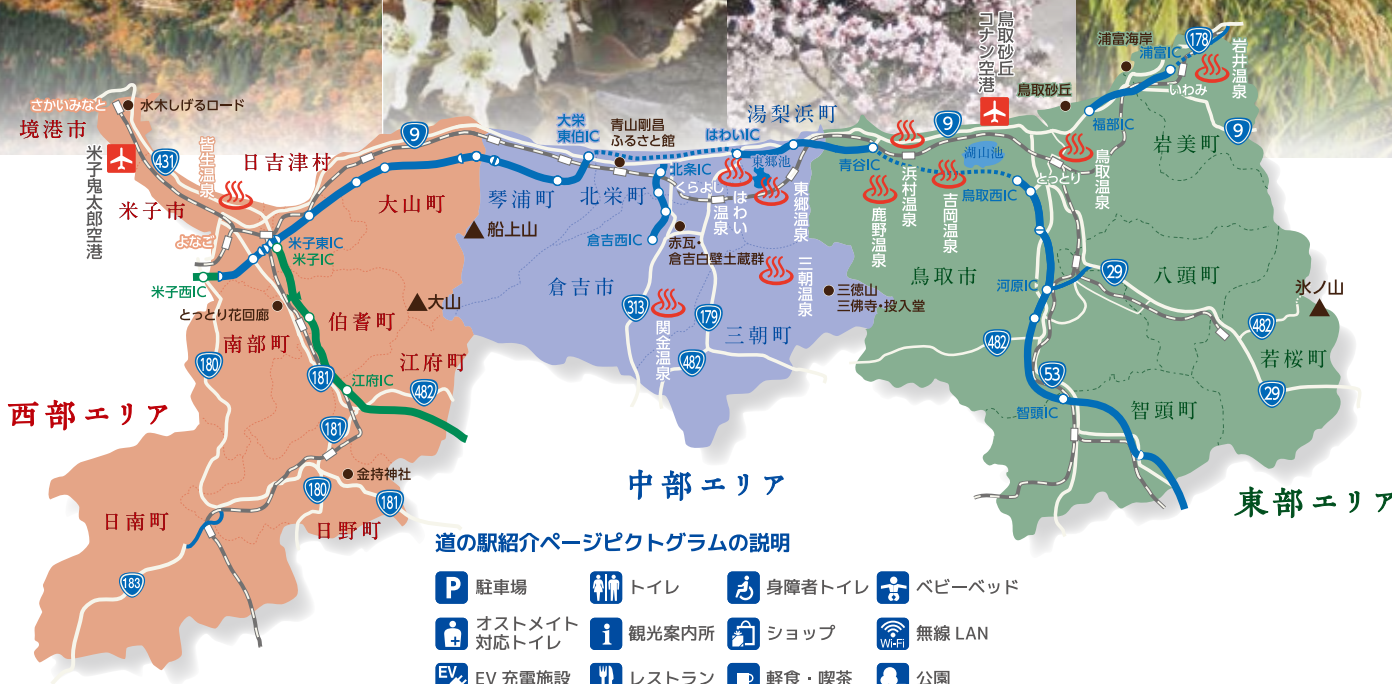 さかいみなと
水木しげるロード
境港市
米子鬼太郎空港
431
皆生温泉
日吉津村
米子市
よなご
米子東IC
米子IC
米子西IC
とっとり花回廊
大山町
大山
伯耆町
南部町
江府町
江府IC
180
181
482
181
西部エリア
金持神社
180
181
日南町
日野町
183
9
大栄
東伯IC
青山剛昌
ふるさと館
はわいIC
湯梨浜町
琴浦町
北栄町
北条IC
くらよし
東郷池
はわい
温泉
東郷温泉
船上山
倉吉西IC
赤瓦・
倉吉白壁土蔵群
倉吉市
三朝温泉
三徳山
三佛寺・投入堂
313
関金温泉
179
三朝町
482
中部エリア
鳥取砂丘
コナン空港
9
青谷IC
浜村温泉
鹿野温泉
吉岡温泉
湖山池
鳥取西IC
とっとり
鳥取温泉
鳥取砂丘
福部IC
浦富海岸
浦富IC
178
岩井温泉
いわみ
9
岩美町
鳥取市
河原IC
29
八頭町
氷ノ山
482
482
若桜町
29
53
智頭IC
智頭町
東部エリア
道の駅紹介ページピクトグラムの説明
P 駐車場
トイレ
身障者トイレ
ベビーベッド
オストメイト
対応トイレ
i 観光案内所
ショップ
Wi-Fi 無線 LAN
EV EV 充電施設
レストラン
軽食・喫茶
公園